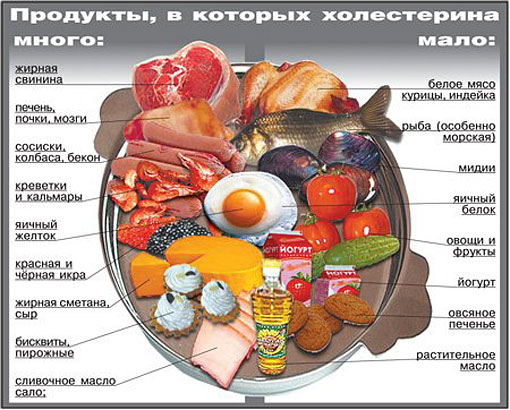 Продукты, в которых холестерина
много: мало:
жирная
свинина
печень,
почки, мозги
сосиски,
колбаса, бекон
креветки
и кальмары
яичный
желток
красная и
чёрная икра
жирная сметана,
сыр
бисквиты,
пирожные
сливочное масло
сало;
белое мясо
курицы, индейка
рыба (особенно
морская)
мидии
яичный
белок
овощи и
фрукты
йогурт
овсяное
печенье
растительное
масло
йогурт
йогурт